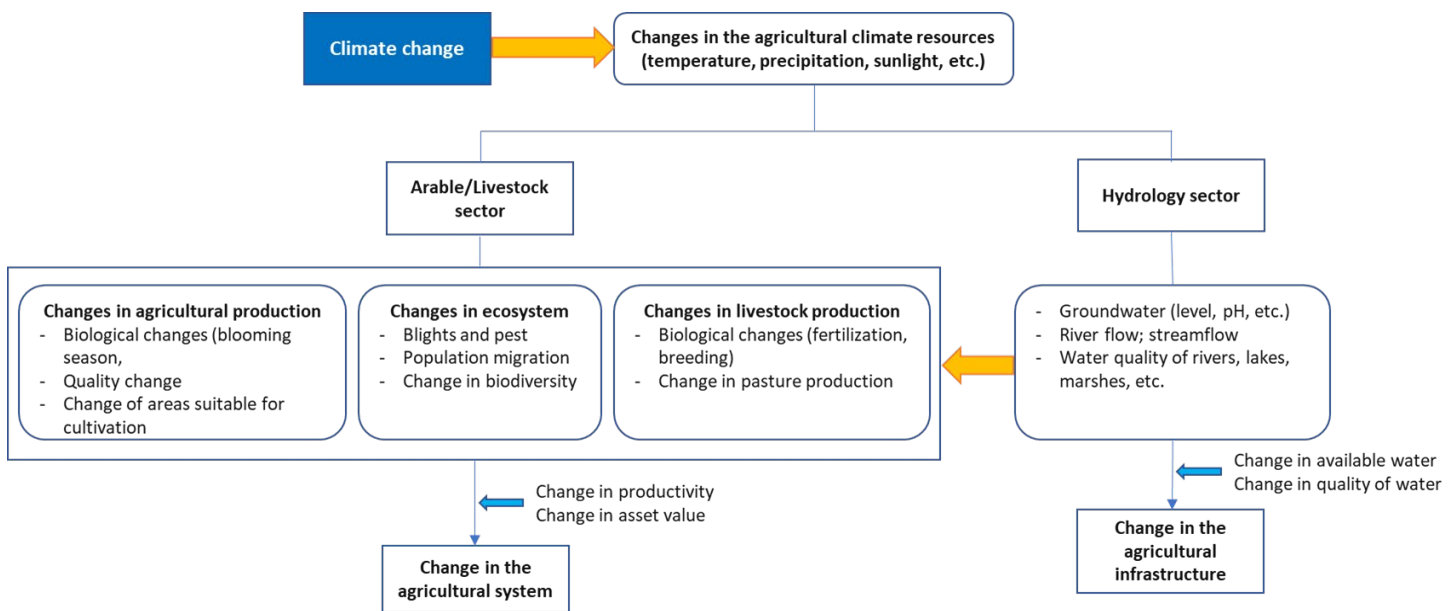 Climate change
Changes in the agricultural climate resources
(temperature, precipitation, sunlight, etc.)
Arable/Livestock
sector
Hydrology sector
Changes in agricultural production
- Biological changes (blooming
season,
- Quality change
- Change of areas suitable for
cultivation
Changes in ecosystem
- Blights and pest
- Population migration
- Change in biodiversity
Changes in livestock production
- Biological changes (fertilization,
breeding)
- Change in pasture production
- Groundwater (level, pH, etc.)
- River flow; streamflow
- Water quality of rivers, lakes,
marshes, etc.
Change in productivity
Change in asset value
Change in available water
Change in quality of water
Change in the
agricultural system
Change in the
agricultural
infrastructure